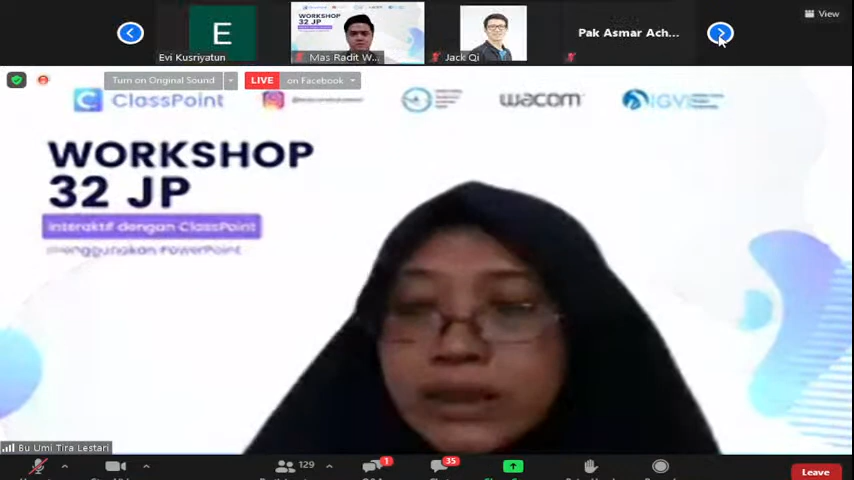 View
E
Evi Kusriyatun
WORKSHOP
32 JP
Mas Radit W...
Jack Qi
Pak Asmar Ach...
Turn on Original Sound
LIVE on Facebook
ClassPoint
wacom
IGVI
WORKSHOP
32 JP
interaktif dengan ClassPoint
menggunakan PowerPoint
Bu Umi Tira Lestari
129
1
35
Leave